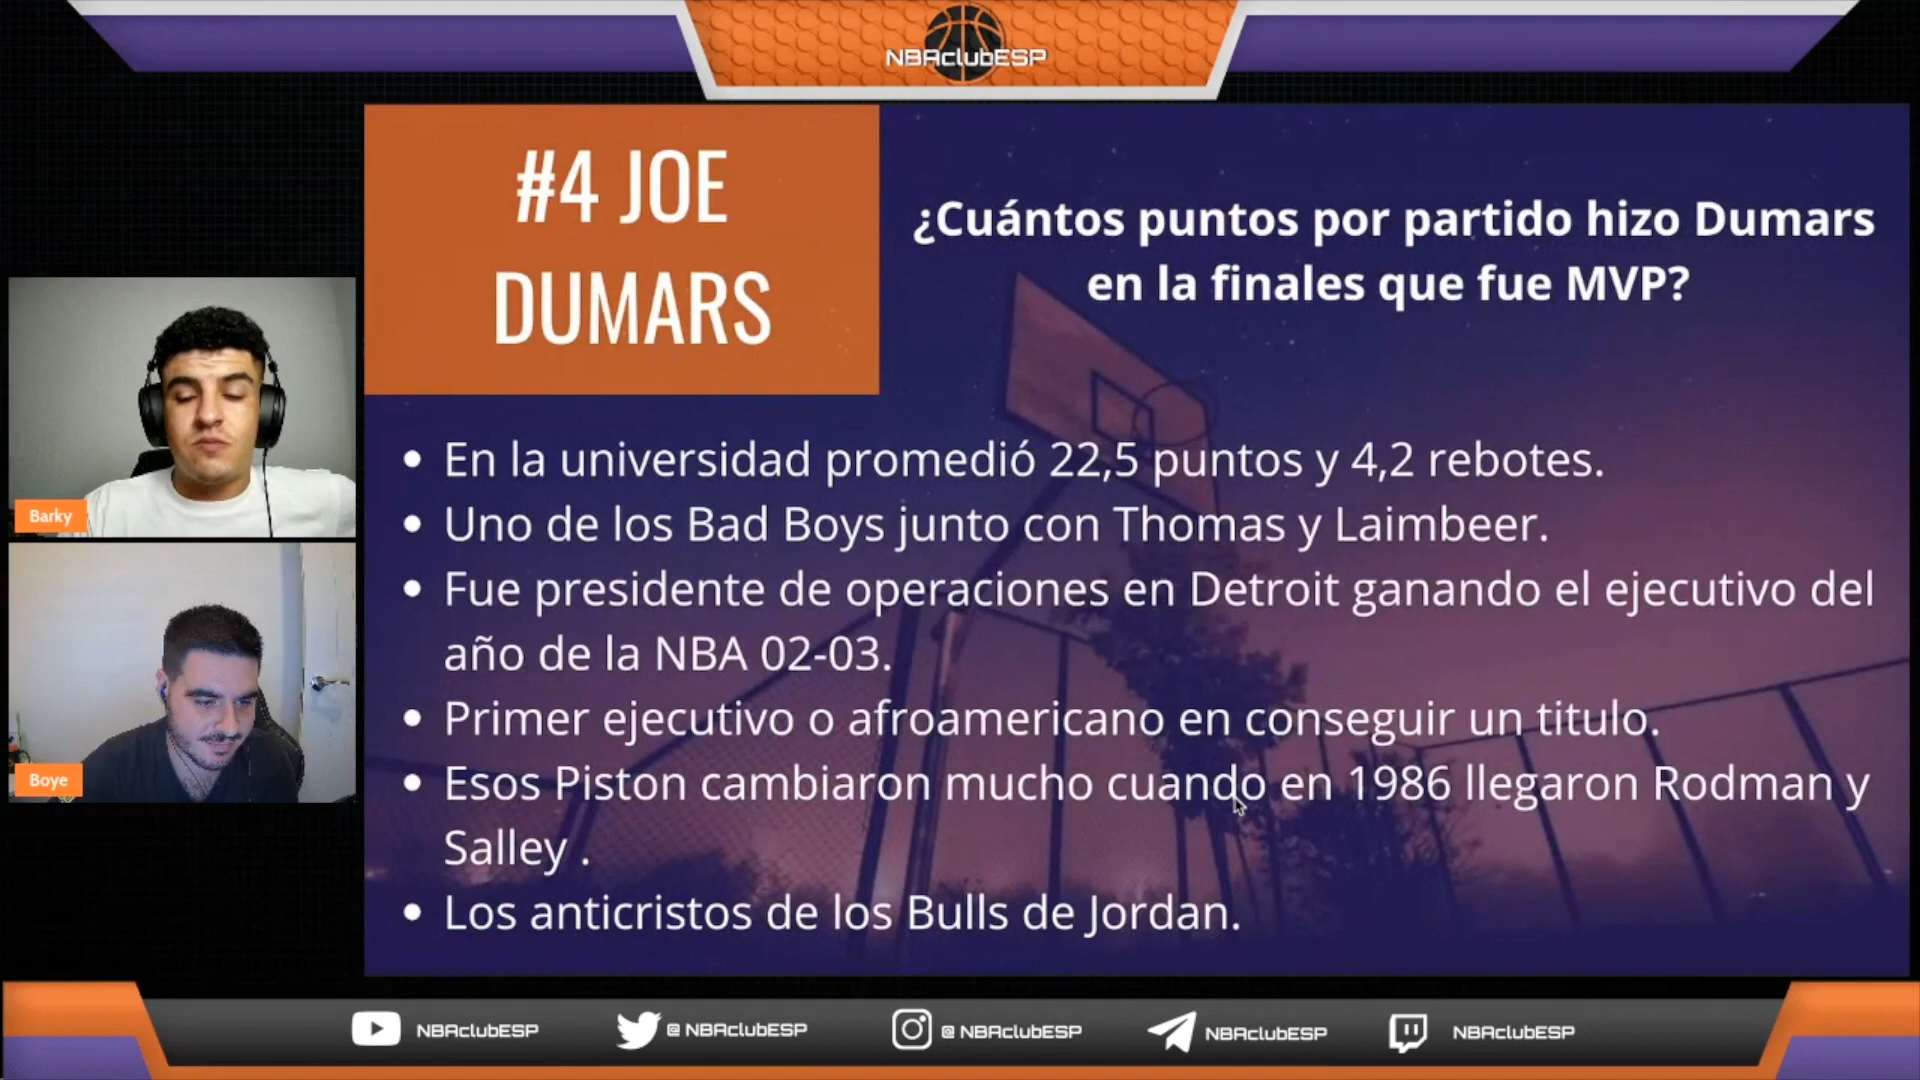 NBAclubESP
#4 JOE
DUMARS
¿Cuántos puntos por partido hizo Dumars
en la finales que fue MVP?
• En la universidad promedió 22,5 puntos y 4,2 rebotes.
• Uno de los Bad Boys junto con Thomas y Laimbeer.
• Fue presidente de operaciones en Detroit ganando el ejecutivo del
año de la NBA 02-03.
• Primer ejecutivo o afroamericano en conseguir un titulo.
• Esos Piston cambiaron mucho cuando en 1986 llegaron Rodman y
Salley .
• Los anticristos de los Bulls de Jordan.
Barky
Boye
NBAclubESP
@ NBAclubESP
@ NBAclubESP
NBAclubESP
NBAclubESP